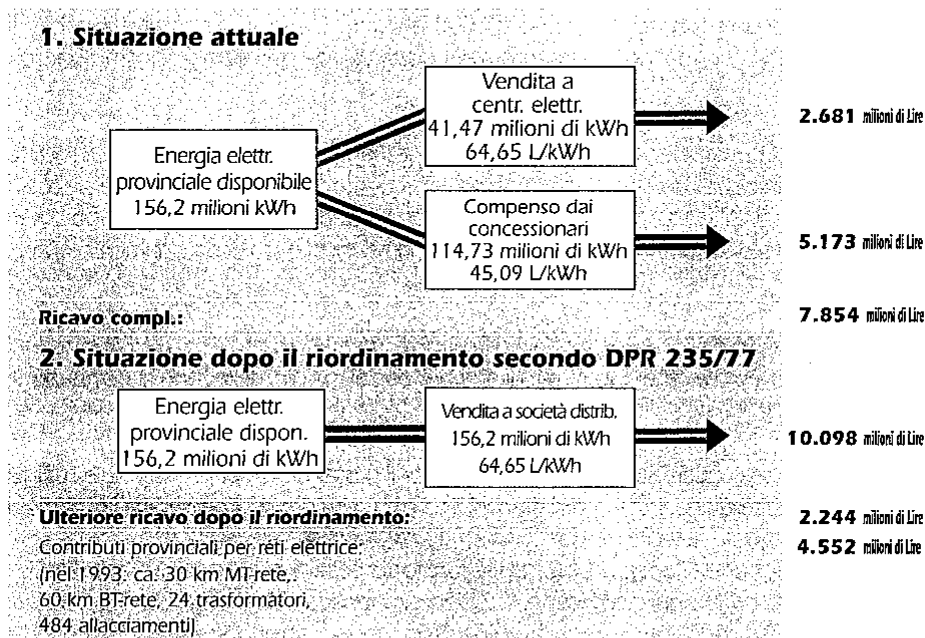 1. Situazione attuale
Vendita a
centr. elettr.
41,47 milioni di kWh
64,65 L/kWh
2.681 milioni di Lire
Energia elettr.
provinciale disponibile
156,2 milioni kWh
Compenso dai
concessionari
114,73 milioni di kWh
45,09 L/kWh
5.173 milioni di Lire
Ricavo compl.:
7.854 milioni di Lire
2. Situazione dopo il riordinamento secondo DPR 235/77
Energia elettr.
provinciale dispon.
156,2 milioni di kWh
Vendita a società distrib.
156,2 milioni di kWh
64,65 L/kWh
10.098 milioni di Lire
Ulteriore ricavo dopo il riordinamento:
2.244 milioni di Lire
Contributi provinciali per reti elettrice:
4.552 milioni di Lire
(nel 1993: ca. 30 km MT-rete,
60 km BT-rete, 24 trasformatori,
484 allacciamenti)